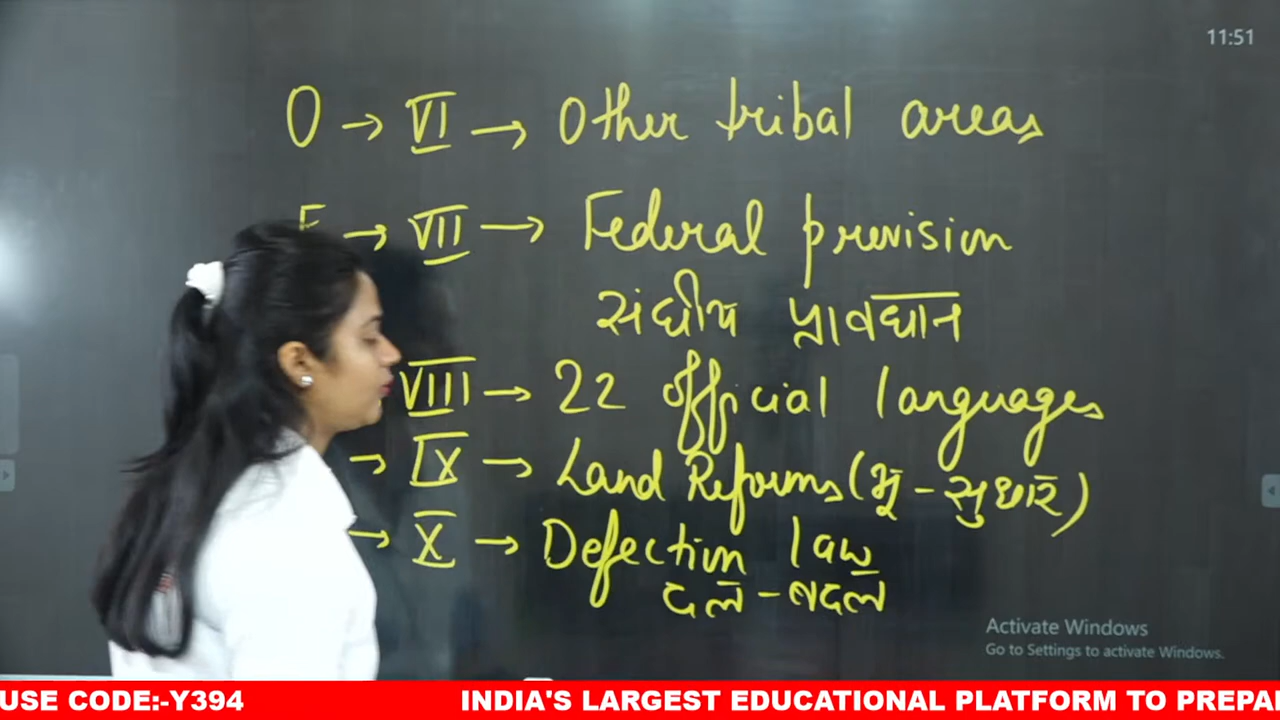 11:51
O → VI → Other tribal areas
F → VII → Federal provision
संघीय प्रावधान
VIII → 22 official languages
→ IX → Land Reforms (भू - सुधार)
→ X → Defection law
दल - बदल
Activate Windows
Go to Settings to activate Windows.
USE CODE:-Y394 INDIA'S LARGEST EDUCATIONAL PLATFORM TO PREPA